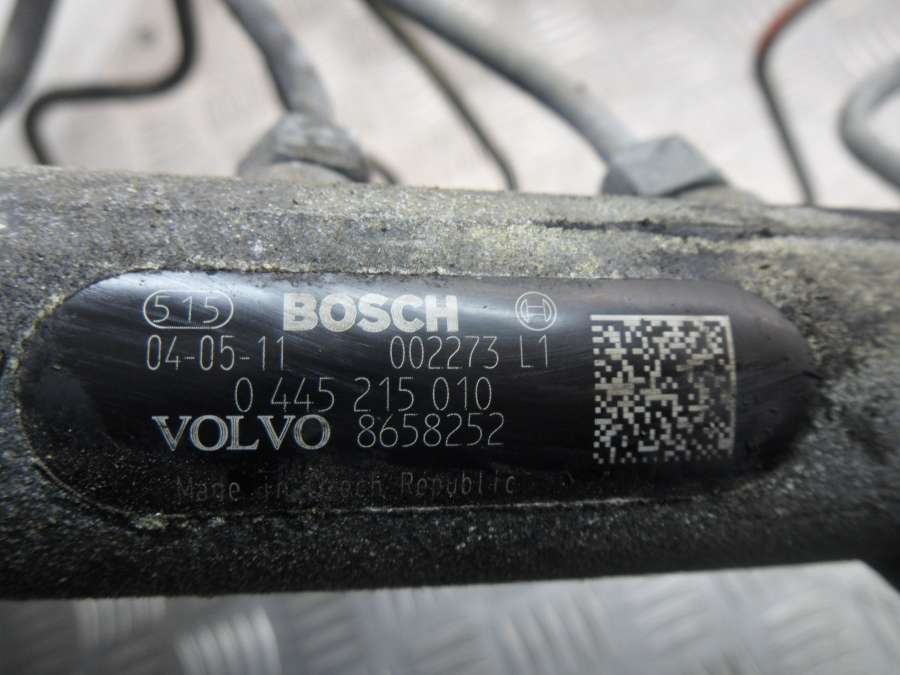 515 BOSCH
04-05-11 002273 L1
0 445 215 010
VOLVO 8658252
Made in Czech Republic